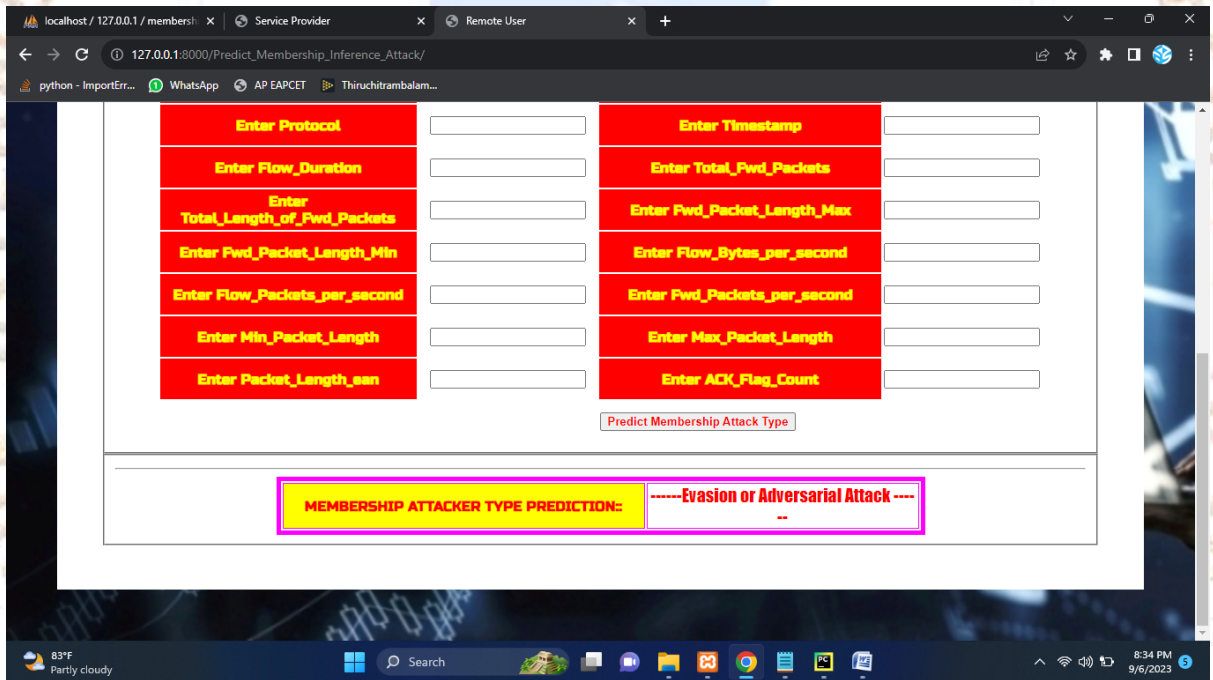 localhost / 127.0.0.1 / membersh
Service Provider
Remote User
127.0.0.1:8000/Predict_Membership_Inference_Attack/
python - ImportErr...
1
WhatsApp
AP EAPCET
Thiruchitrambalam...
Enter Protocol
Enter Timestamp
Enter Flow_Duration
Enter Total_Fwd_Packets
Enter
Total_Length_of_Fwd_Packets
Enter Fwd_Packet_Length_Max
Enter Fwd_Packet_Length_Min
Enter Flow_Bytes_per_second
Enter Flow_Packets_per_second
Enter Fwd_Packets_per_second
Enter Min_Packet_Length
Enter Max_Packet_Length
Enter Packet_Length_ean
Enter ACK_Flag_Count
Predict Membership Attack Type
MEMBERSHIP ATTACKER TYPE PREDICTION::
------Evasion or Adversarial Attack ----
--
83°F
Partly cloudy
Search
PC
8:34 PM
9/6/2023
5